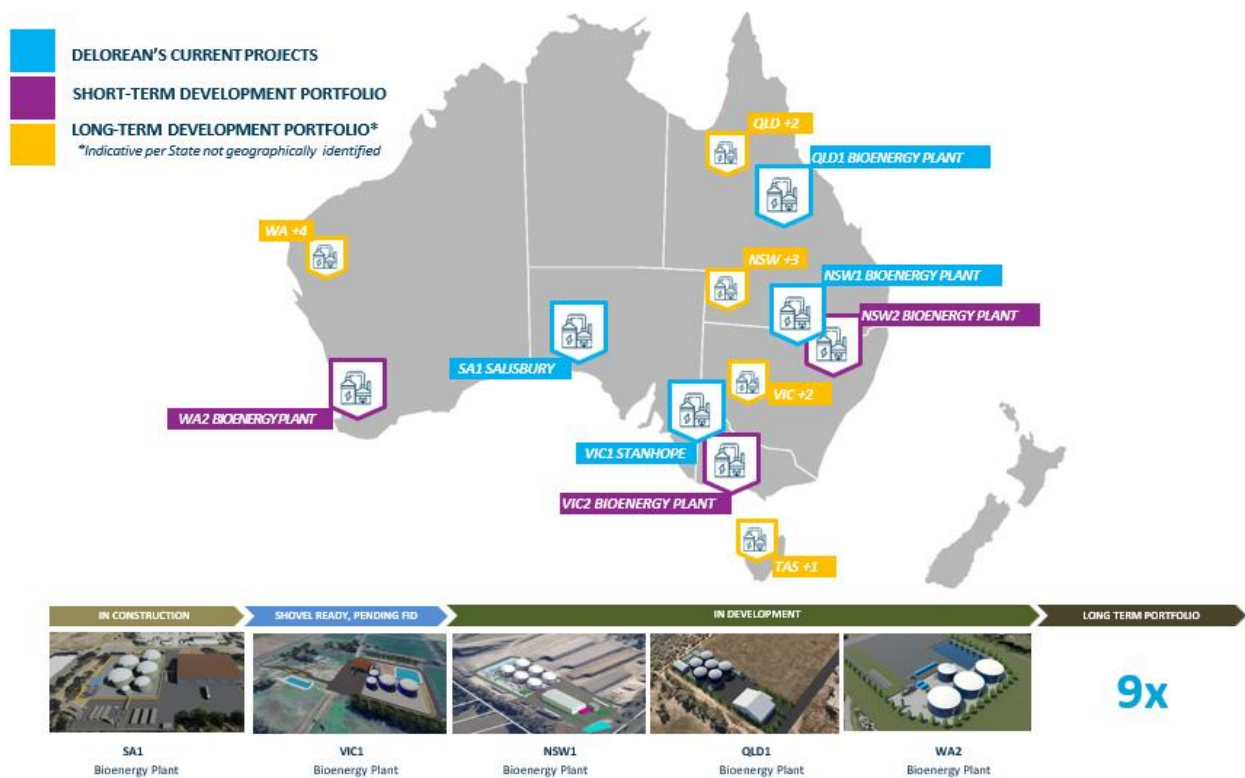 DELOREAN'S CURRENT PROJECTS
SHORT-TERM DEVELOPMENT PORTFOLIO
LONG-TERM DEVELOPMENT PORTFOLIO*
*Indicative per State not geographically identified
QLD +2
QLD1 BIOENERGY PLANT
WA +4
NSW +3
NSW1 BIOENERGY PLANT
NSW2 BIOENERGY PLANT
SA1 SALISBURY
VIC +2
WA2 BIOENERGY PLANT
VIC1 STANHOPE
VIC2 BIOENERGY PLANT
TAS +1
IN CONSTRUCTION
SHOVEL READY, PENDING FID
IN DEVELOPMENT
LONG TERM PORTFOLIO
9x
SA1
Bioenergy Plant
VIC1
Bioenergy Plant
NSW1
Bioenergy Plant
QLD1
Bioenergy Plant
WA2
Bioenergy Plant